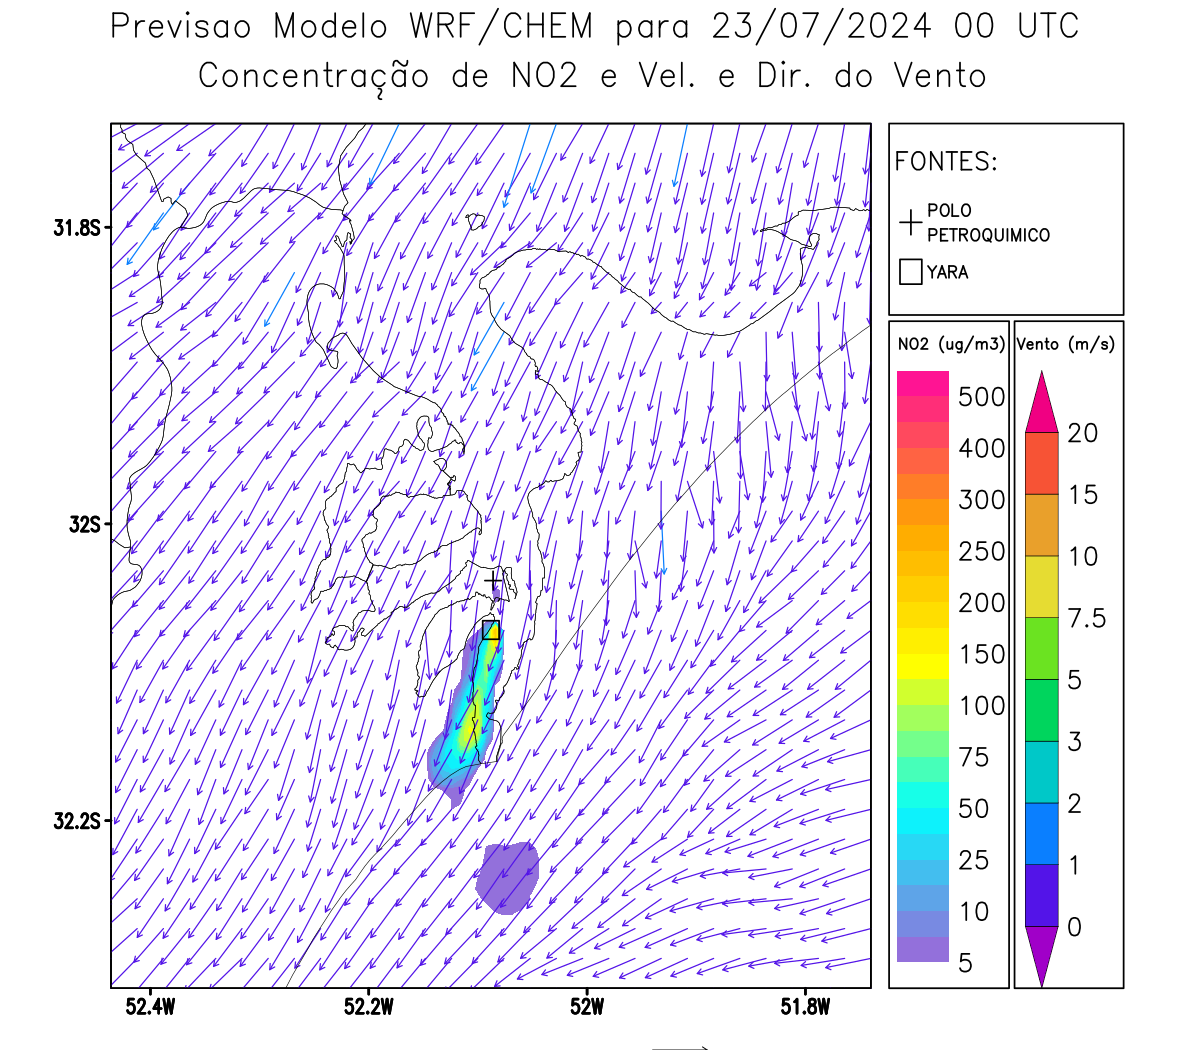 Previsao Modelo WRF/CHEM para 23/07/2024 00 UTC
Concentração de NO2 e Vel. e Dir. do Vento
FONTES:
POLO
PETROQUIMICO
YARA
31.8S
32S
32.2S
52.4W
52.2W
52W
51.8W
NO2 (ug/m3)
500
400
300
250
200
150
100
75
50
25
10
5
Vento (m/s)
20
15
10
7.5
5
3
2
1
0